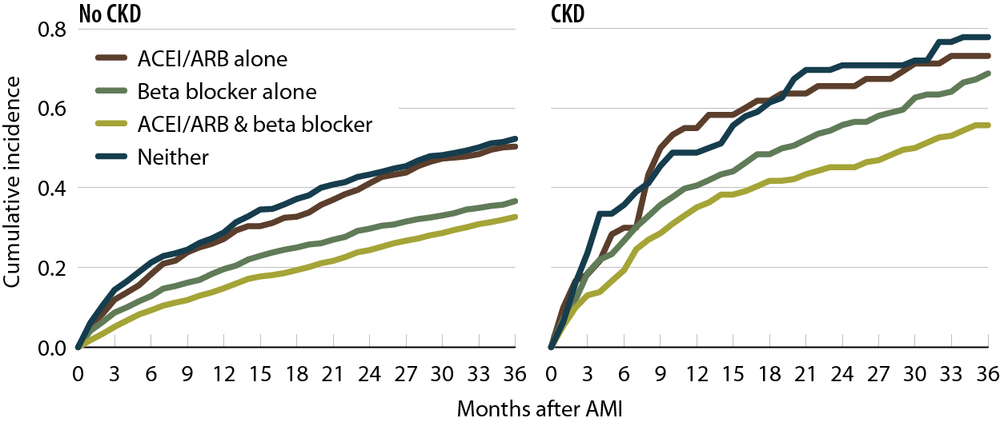 No CKD
CKD
Cumulative incidence
0.8
0.6
0.4
0.2
0.0
ACEI/ARB alone
Beta blocker alone
ACEI/ARB & beta blocker
Neither
0 3 6 9 12 15 18 21 24 27 30 33 36
0 3 6 9 12 15 18 21 24 27 30 33 36
Months after AMI